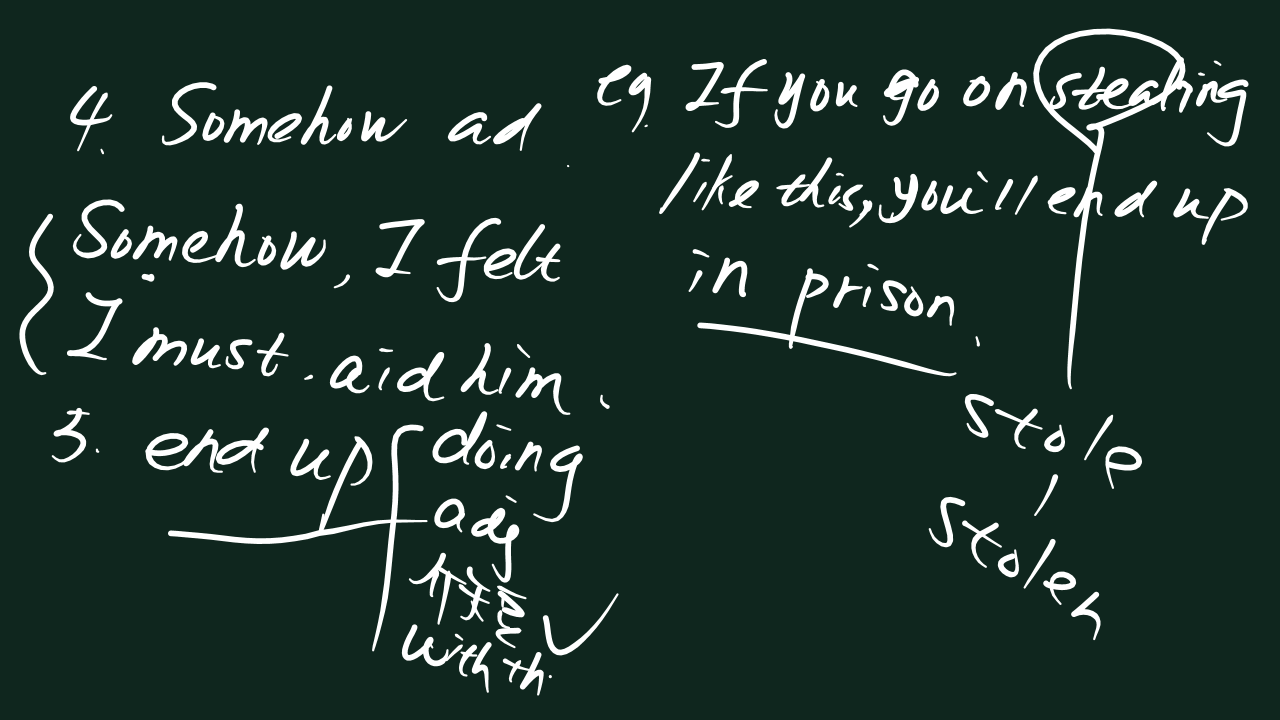 4. Somehow ad
Somehow, I felt
I must aid him.
5. end up
doing
adj
介短
with th.
eg. If you go on stealing
like this, you'll end up
in prison.
stole
stolen